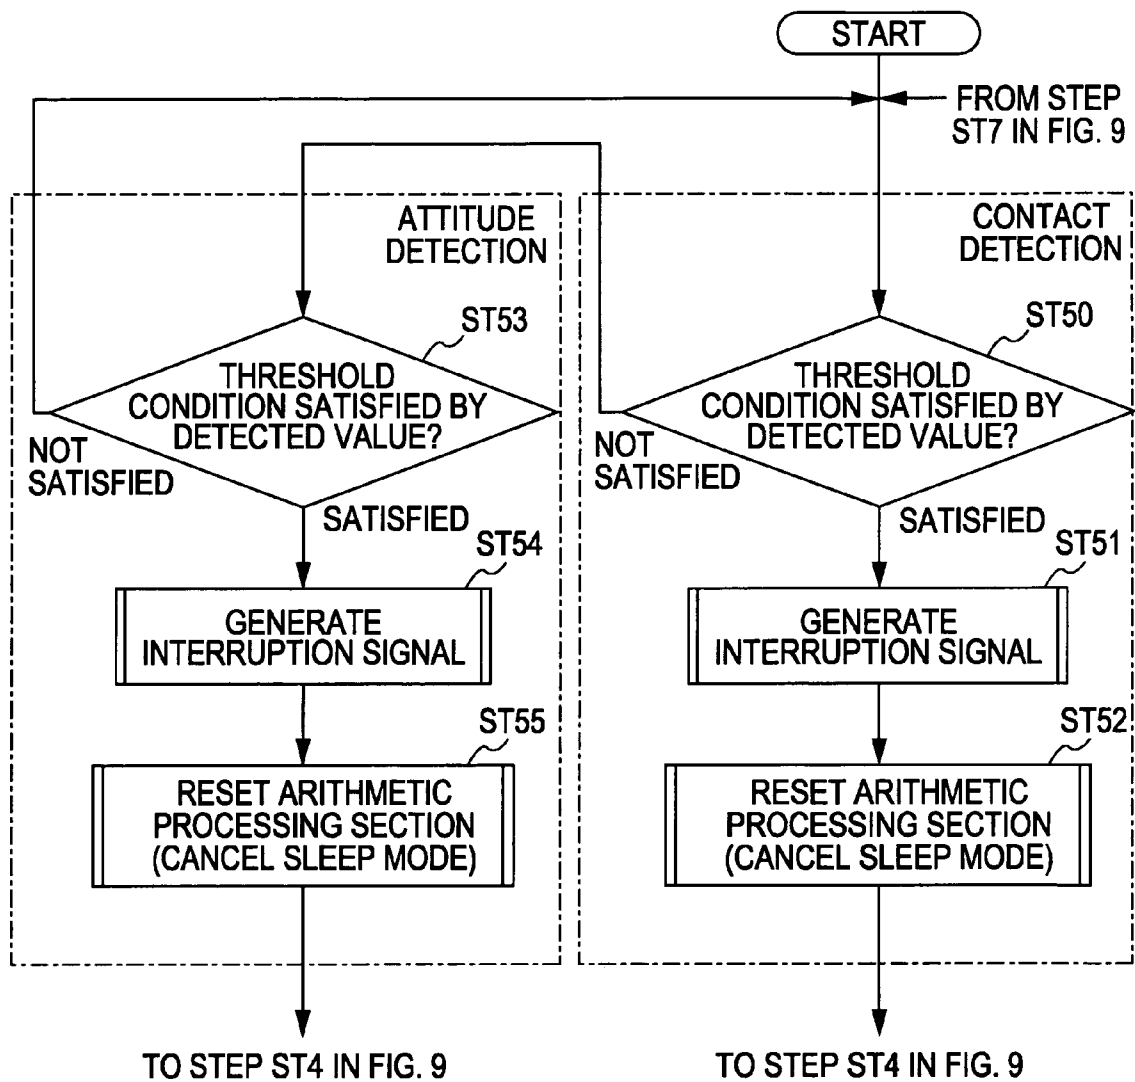 START
FROM STEP
ST7 IN FIG. 9
ATTITUDE
DETECTION
ST53
THRESHOLD
CONDITION SATISFIED BY
DETECTED VALUE?
NOT
SATISFIED
SATISFIED
ST54
GENERATE
INTERRUPTION SIGNAL
ST55
RESET ARITHMETIC
PROCESSING SECTION
(CANCEL SLEEP MODE)
TO STEP ST4 IN FIG. 9
CONTACT
DETECTION
ST50
THRESHOLD
CONDITION SATISFIED BY
DETECTED VALUE?
NOT
SATISFIED
SATISFIED
ST51
GENERATE
INTERRUPTION SIGNAL
ST52
RESET ARITHMETIC
PROCESSING SECTION
(CANCEL SLEEP MODE)
TO STEP ST4 IN FIG. 9